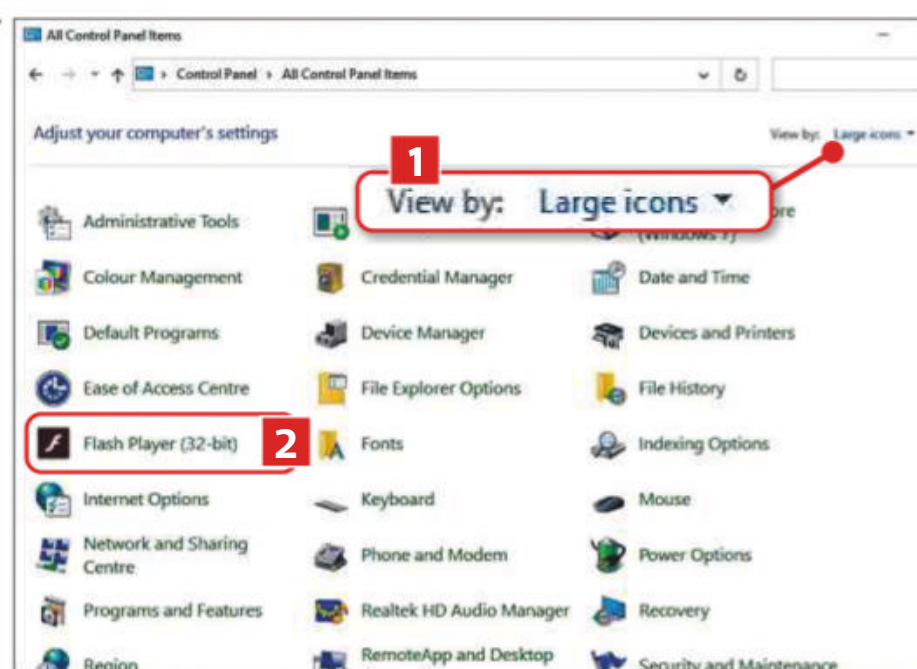 All Control Panel Items
Control Panel > All Control Panel Items
Adjust your computer's settings
View by: Large icons
1
View by: Large icons
Administrative Tools
(Windows 7)
Colour Management
Credential Manager
Date and Time
Default Programs
Device Manager
Devices and Printers
Ease of Access Centre
File Explorer Options
File History
Flash Player (32-bit)
2
Fonts
Indexing Options
Internet Options
Keyboard
Mouse
Network and Sharing
Centre
Phone and Modem
Power Options
Programs and Features
Realtek HD Audio Manager
Recovery
Region
RemoteApp and Desktop
Security and Maintenance